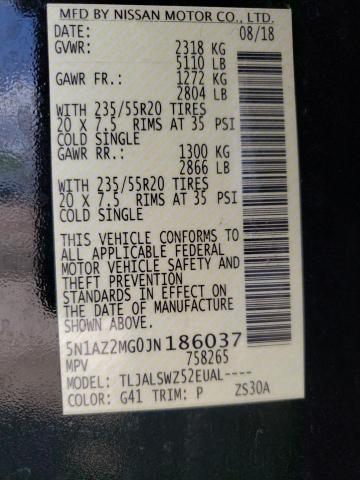 MFD BY NISSAN MOTOR CO., LTD.
DATE: 08/18
GVWR: 2318 KG
5110 LB
GAWR FR.: 1272 KG
2804 LB
WITH 235/55R20 TIRES
20 X 7.5 RIMS AT 35 PSI
COLD SINGLE
GAWR RR.: 1300 KG
2866 LB
WITH 235/55R20 TIRES
20 X 7.5 RIMS AT 35 PSI
COLD SINGLE
THIS VEHICLE CONFORMS TO
ALL APPLICABLE FEDERAL
MOTOR VEHICLE SAFETY AND
THEFT PREVENTION
STANDARDS IN EFFECT ON
THE DATE OF MANUFACTURE
SHOWN ABOVE.
5N1AZ2MG0JN186037
MPV 758265
MODEL: TLJALSWZ52EUAL----
COLOR: G41 TRIM: P ZS30A